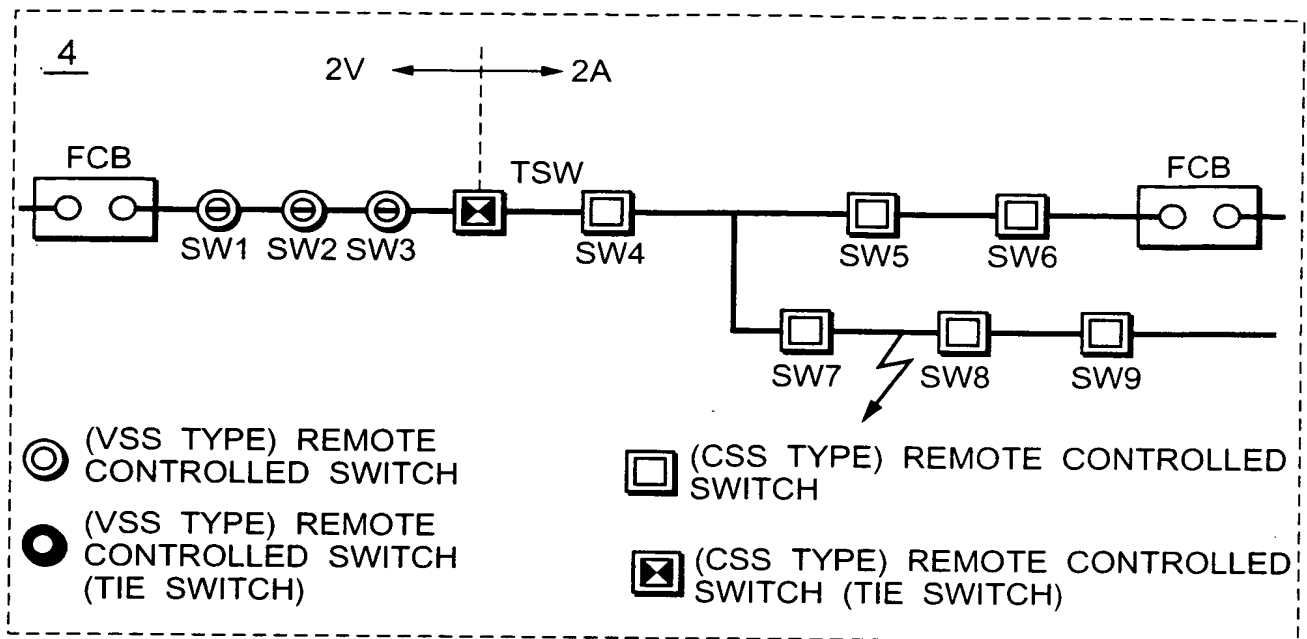 4
2V 2A
FCB
TSW
FCB
SW1 SW2 SW3
SW4
SW5
SW6
SW7
SW8
SW9
(VSS TYPE) REMOTE
CONTROLLED SWITCH
(VSS TYPE) REMOTE
CONTROLLED SWITCH
(TIE SWITCH)
(CSS TYPE) REMOTE CONTROLLED
SWITCH
(CSS TYPE) REMOTE CONTROLLED
SWITCH (TIE SWITCH)